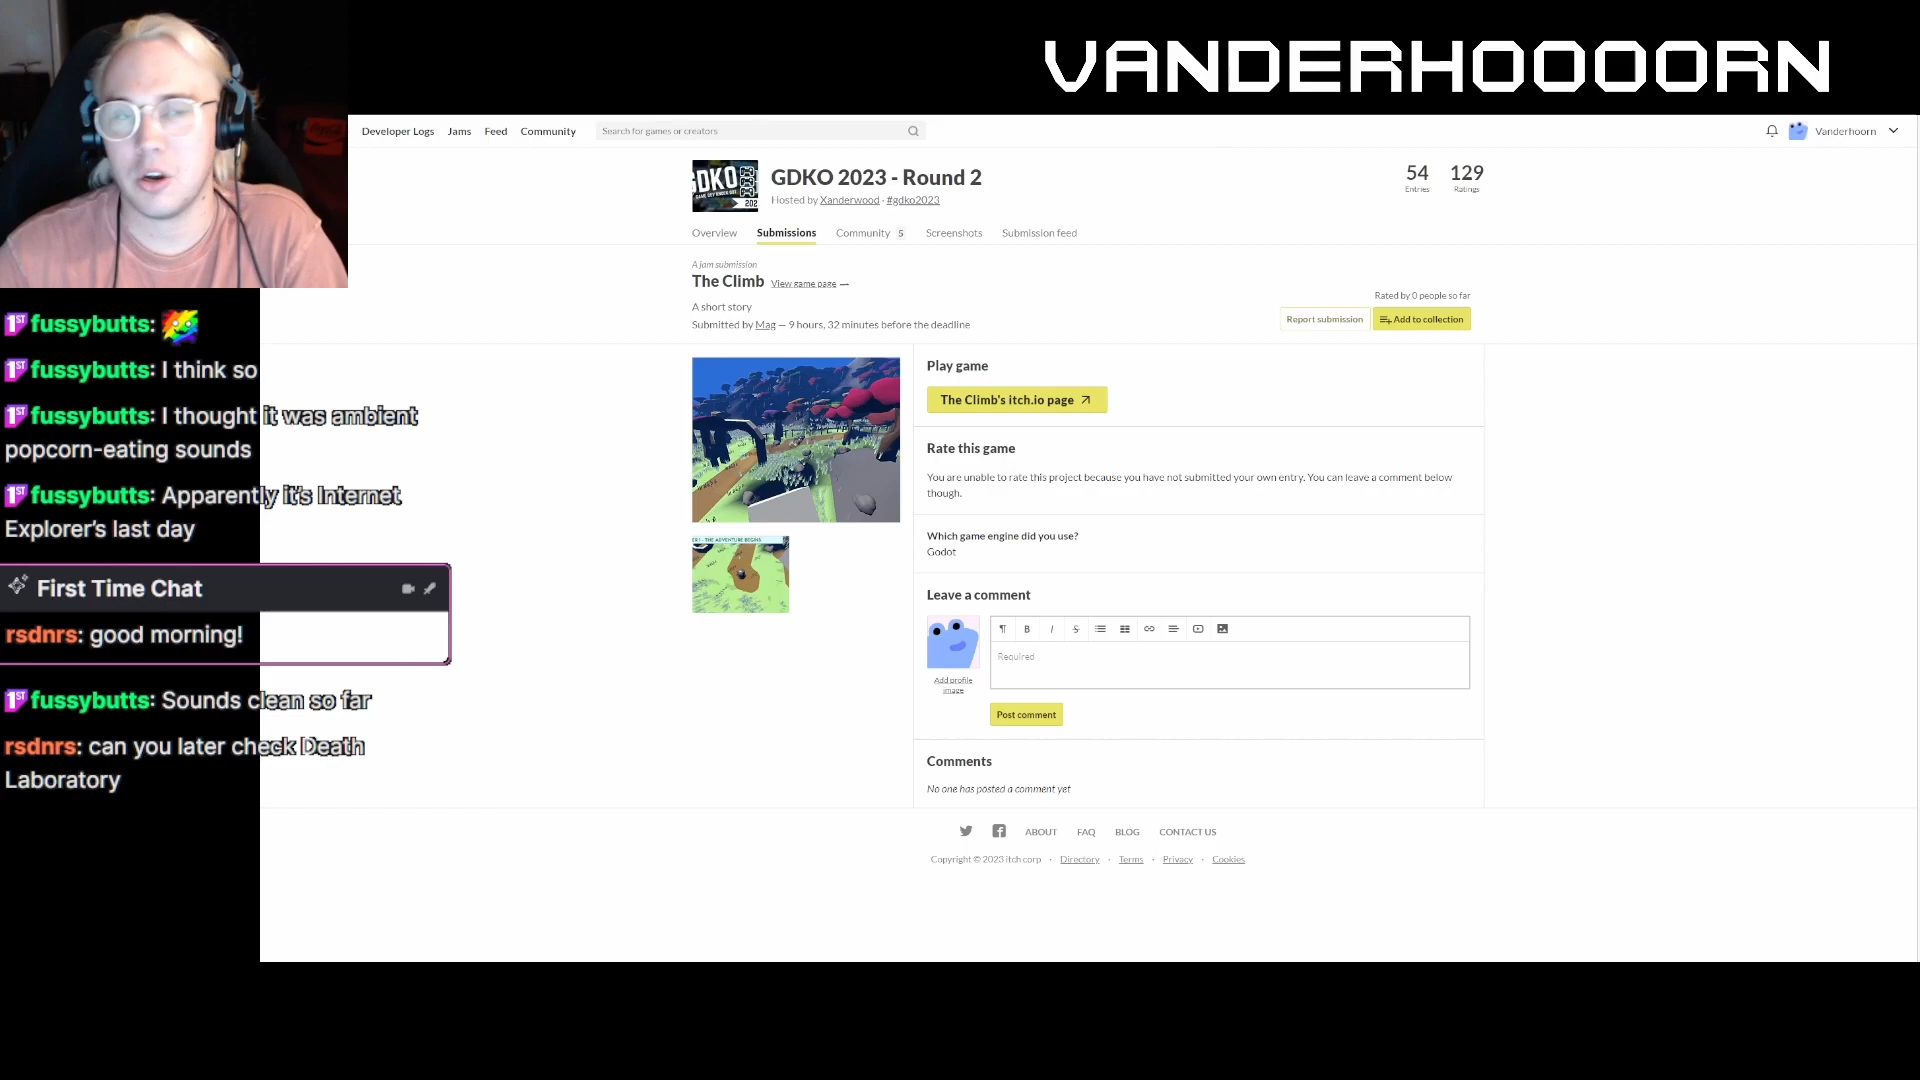 VANDERHOOOORN
Developer Logs Jams Feed Community
Search for games or creators
Vanderhoorn
GDKO
202
GDKO 2023 - Round 2
Hosted by Xanderwood · #gdko2023
54 Entries
129 Ratings
Overview Submissions Community 5 Screenshots Submission feed
A jam submission
The Climb View game page
A short story
Submitted by Mag — 9 hours, 32 minutes before the deadline
Rated by 0 people so far
Report submission Add to collection
Play game
The Climb's itch.io page
Rate this game
You are unable to rate this project because you have not submitted your own entry. You can leave a comment below
though.
Which game engine did you use?
Godot
Leave a comment
Required
Add profile
image
Post comment
Comments
No one has posted a comment yet
ABOUT FAQ BLOG CONTACT US
Copyright © 2023 itch corp · Directory · Terms · Privacy · Cookies
1ST fussybutts:
1ST fussybutts: I think so
1ST fussybutts: I thought it was ambient
popcorn-eating sounds
1ST fussybutts: Apparently it's Internet
Explorer's last day
First Time Chat
rsdnrs: good morning!
1ST fussybutts: Sounds clean so far
rsdnrs: can you later check Death
Laboratory